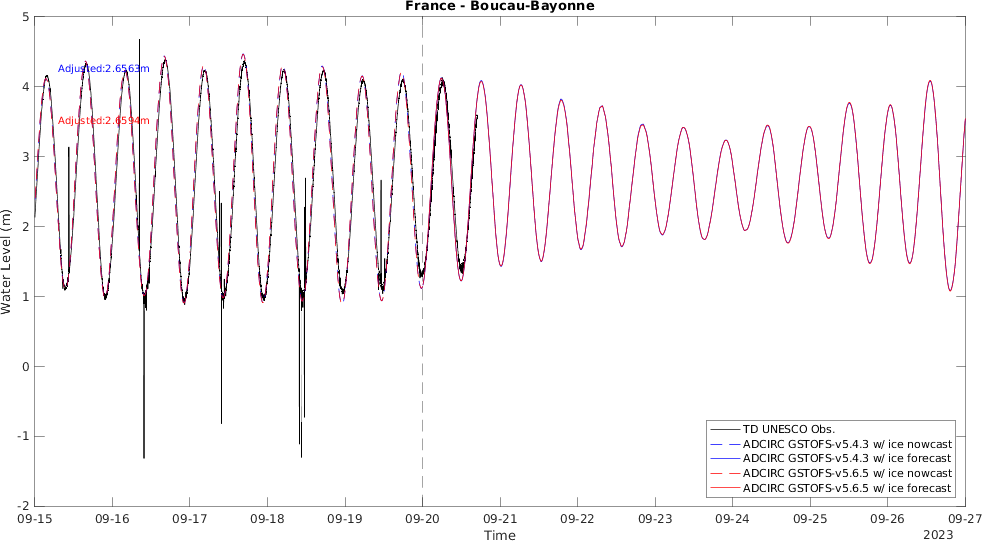 France - Boucau-Bayonne
5
4
3
2
1
0
-1
-2
Water Level (m)
Adjusted:2.6563m
Adjusted:2.6594m
TD UNESCO Obs.
ADCIRC GSTOFS-v5.4.3 w/ ice nowcast
ADCIRC GSTOFS-v5.4.3 w/ ice forecast
ADCIRC GSTOFS-v5.6.5 w/ ice nowcast
ADCIRC GSTOFS-v5.6.5 w/ ice forecast
09-15 09-16 09-17 09-18 09-19 09-20 09-21 09-22 09-23 09-24 09-25 09-26 09-27
Time
2023